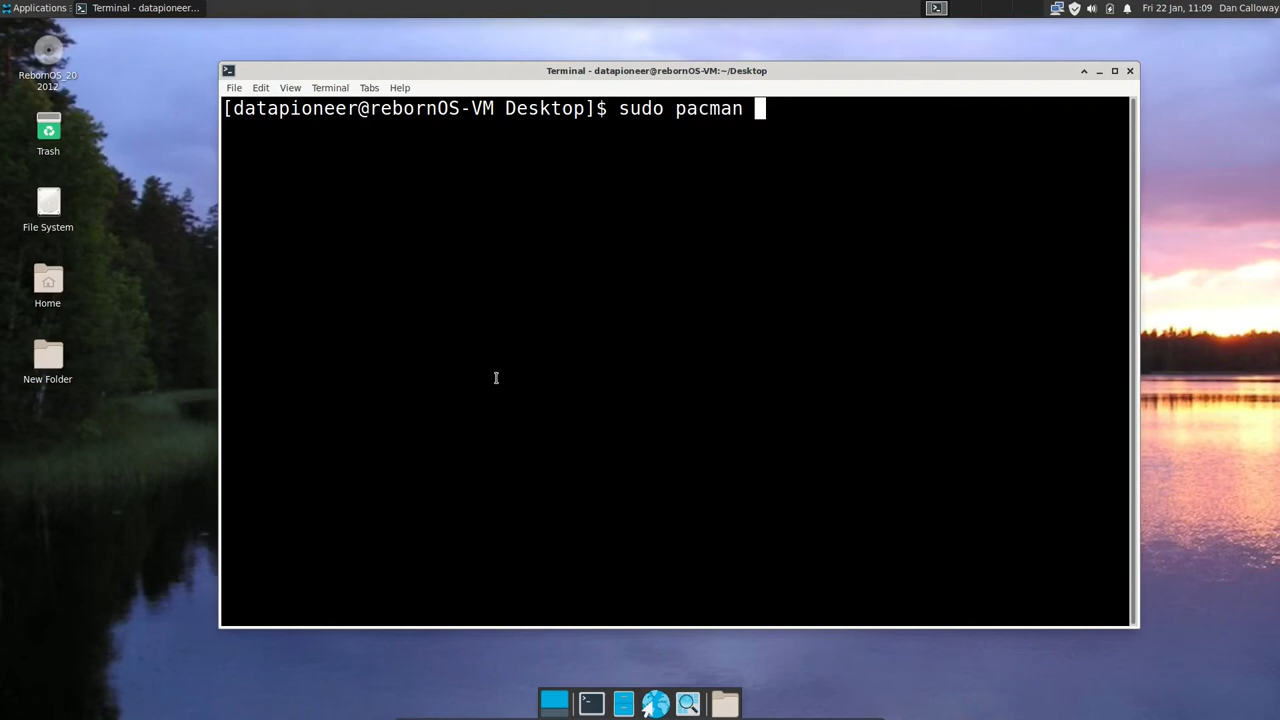 Applications
Terminal - datapioneer...
Fri 22 Jan, 11:09
Dan Calloway
RebornOS_20
2012
Trash
File System
Home
New Folder
Terminal - datapioneer@rebornOS-VM:~/Desktop
File Edit View Terminal Tabs Help
[datapioneer@rebornOS-VM Desktop]$ sudo pacman